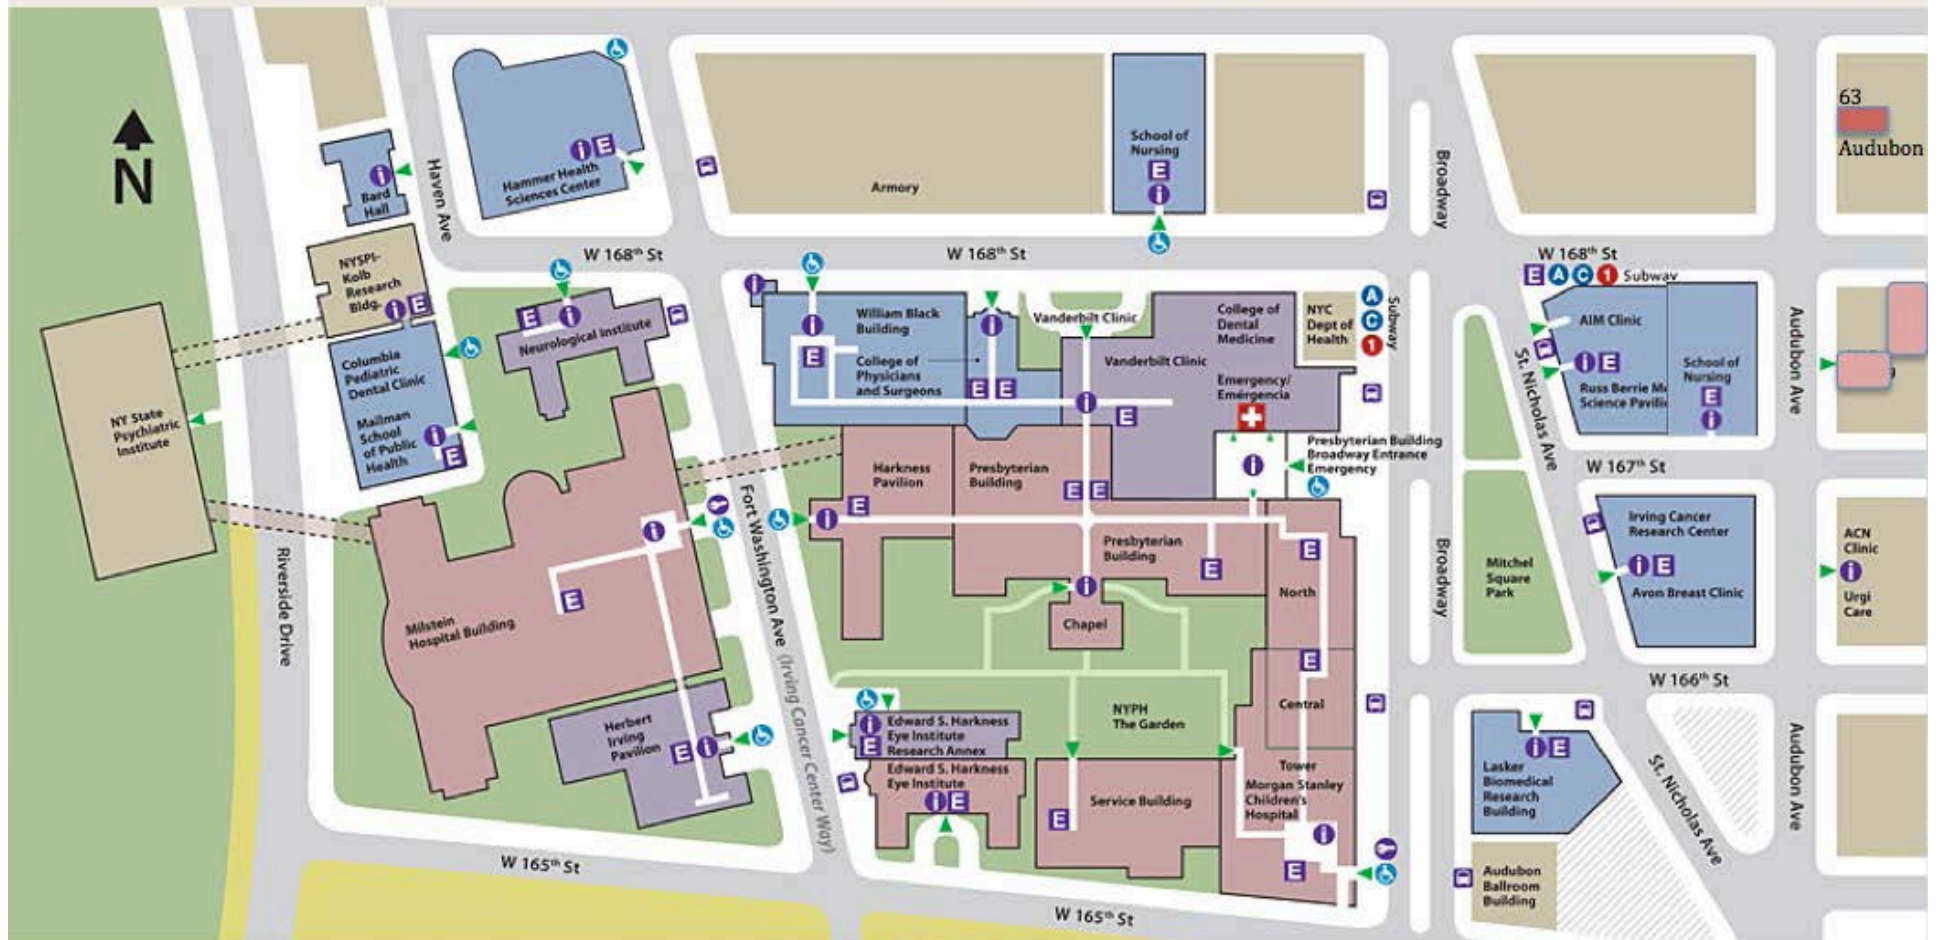 N
Bard
Hall
Haven Ave
Hammer Health
Sciences Center
Armory
School of
Nursing
Broadway
63
Audubon
W 168th St
W 168th St
W 168th St
E A C 1 Subway
NYSPI-
Kolb
Research
Bldg.
Neurological Institute
Columbia
Pediatric
Dental Clinic
Mailman
School
of Public
Health
NY State
Psychiatric
Institute
William Black
Building
College of
Physicians
and Surgeons
Vanderbilt Clinic
Vanderbilt Clinic
College of
Dental
Medicine
NYC
Dept of
Health
A
C
1
Subway
Emergency/
Emergencia
Presbyterian Building
Broadway Entrance
Emergency
AIM Clinic
Russ Berrie Me
Science Pavili
School of
Nursing
St. Nicholas Ave
Audubon Ave
W 167th St
Harkness
Pavilion
Presbyterian
Building
Presbyterian
Building
Fort Washington Ave (Irving Cancer Center Way)
Riverside Drive
Milstein
Hospital Building
Herbert
Irving
Pavilion
Chapel
North
Central
Tower
Morgan Stanley
Children's
Hospital
NYPH
The Garden
Edward S. Harkness
Eye Institute
Research Annex
Edward S. Harkness
Eye Institute
Service Building
Broadway
Mitchel
Square
Park
Irving Cancer
Research Center
Avon Breast Clinic
ACN
Clinic
Urgi
Care
W 166th St
Lasker
Biomedical
Research
Building
St. Nicholas Ave
Audubon Ave
Audubon
Ballroom
Building
W 165th St
W 165th St